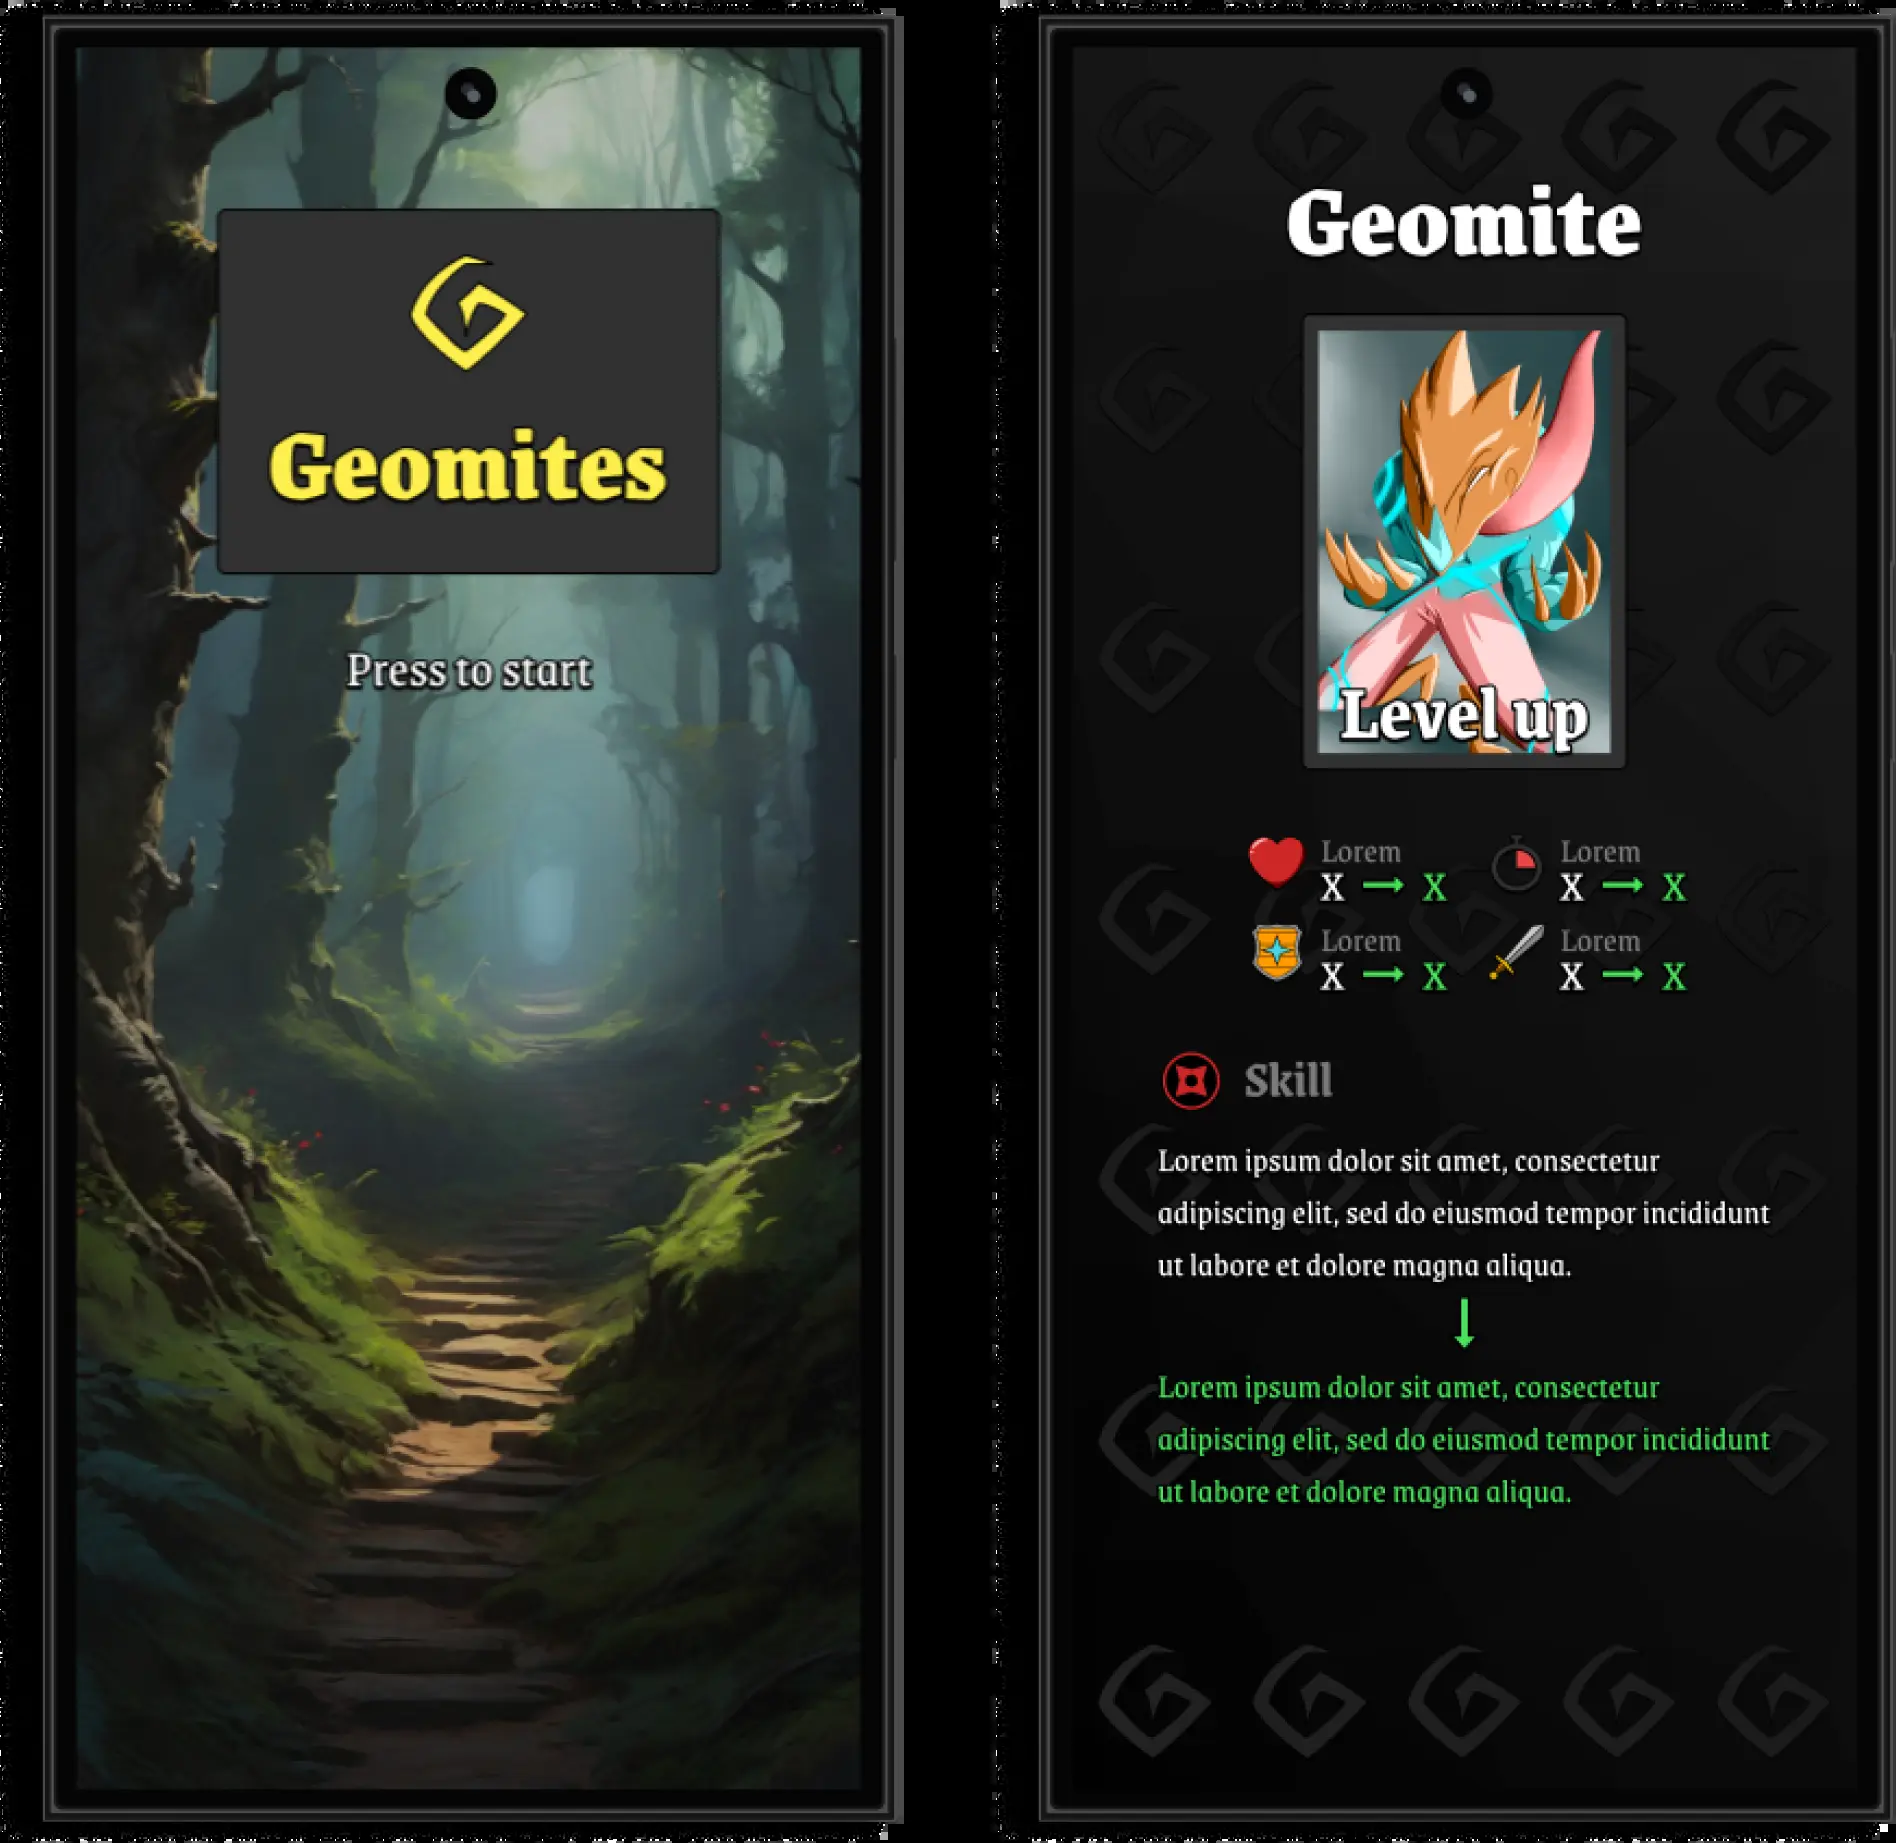 Geomites
Press to start
Geomite
Level up
Lorem
X → X
Lorem
X → X
Lorem
X → X
Lorem
X → X
Skill
Lorem ipsum dolor sit amet, consectetur
adipiscing elit, sed do eiusmod tempor incididunt
ut labore et dolore magna aliqua.
Lorem ipsum dolor sit amet, consectetur
adipiscing elit, sed do eiusmod tempor incididunt
ut labore et dolore magna aliqua.